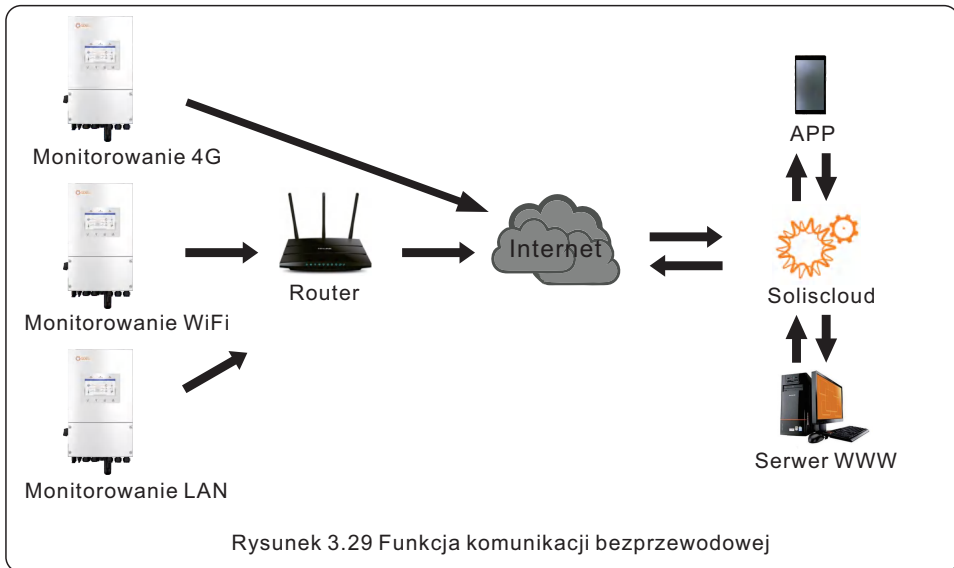 Monitorowanie 4G
Monitorowanie WiFi
Monitorowanie LAN
Router
Internet
APP
Soliscloud
Serwer WWW
Rysunek 3.29 Funkcja komunikacji bezprzewodowej